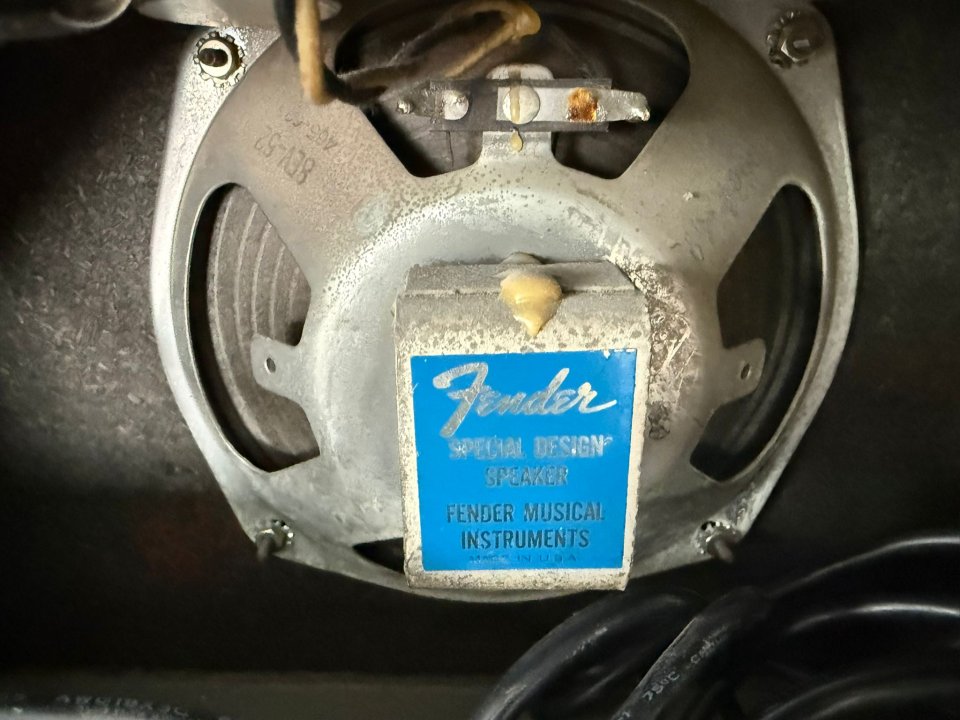 Fender
SPECIAL DESIGN
SPEAKER
FENDER MUSICAL
INSTRUMENTS
MADE IN U.S.A.